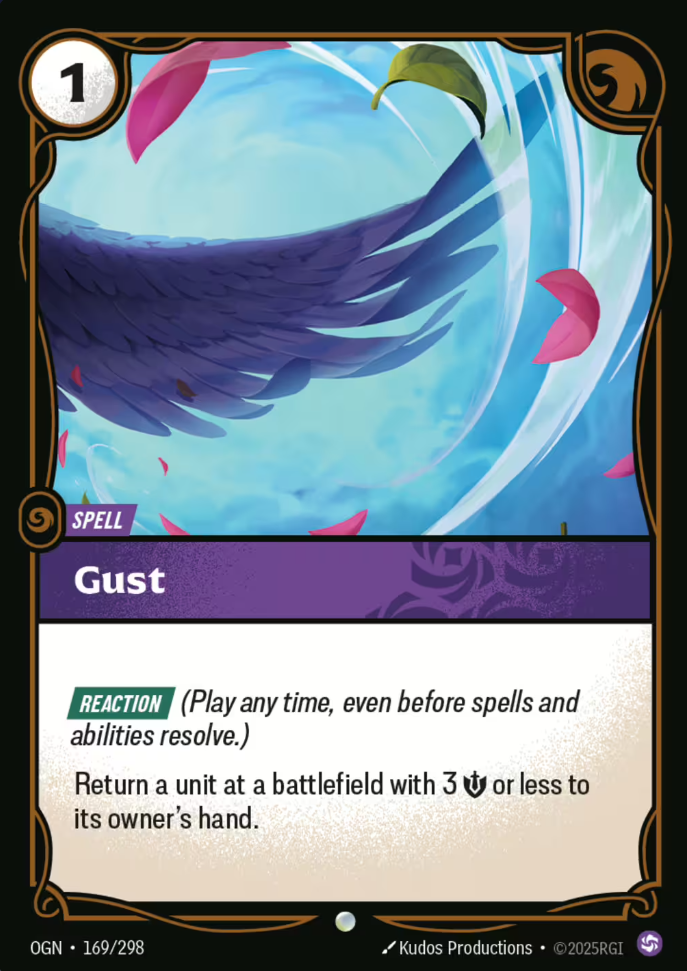 1
SPELL
Gust
REACTION (Play any time, even before spells and
abilities resolve.)
Return a unit at a battlefield with 3 or less to
its owner's hand.
OGN • 169/298
Kudos Productions • ©2025RGI